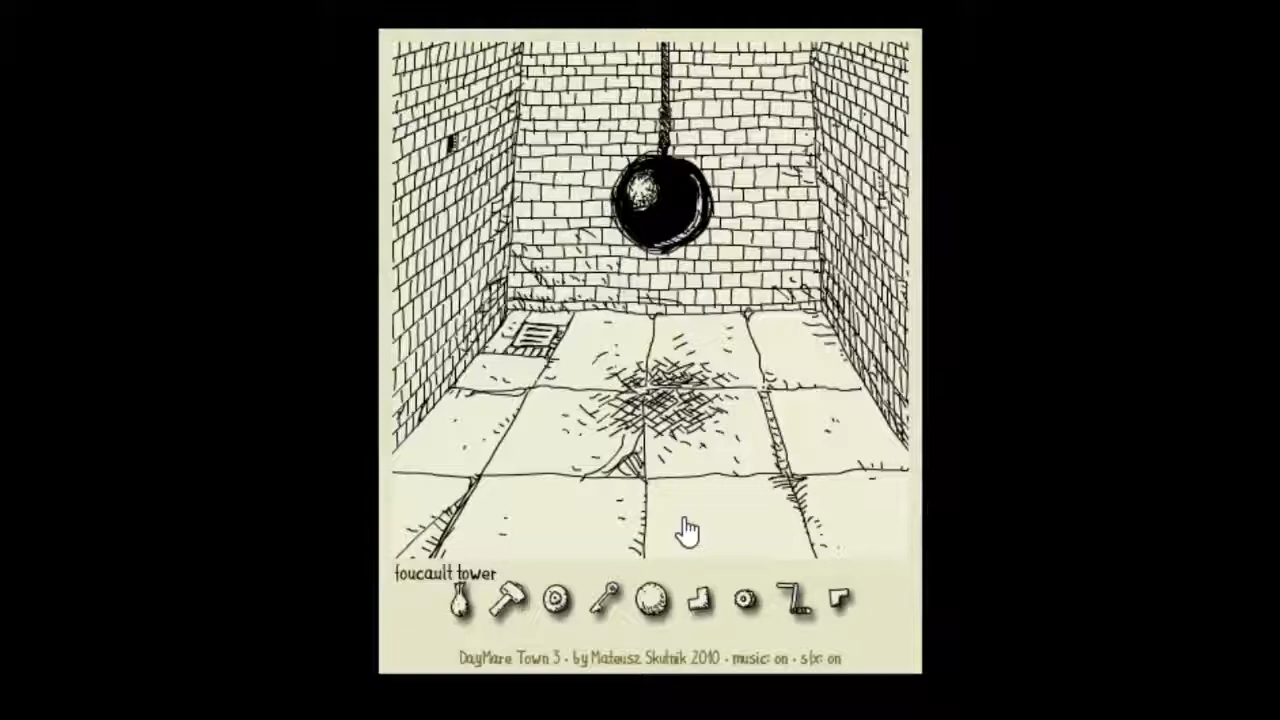 foucault tower
DayMare Town 3 - by Mateusz Skutnik 2010 - music: on - sfx: on